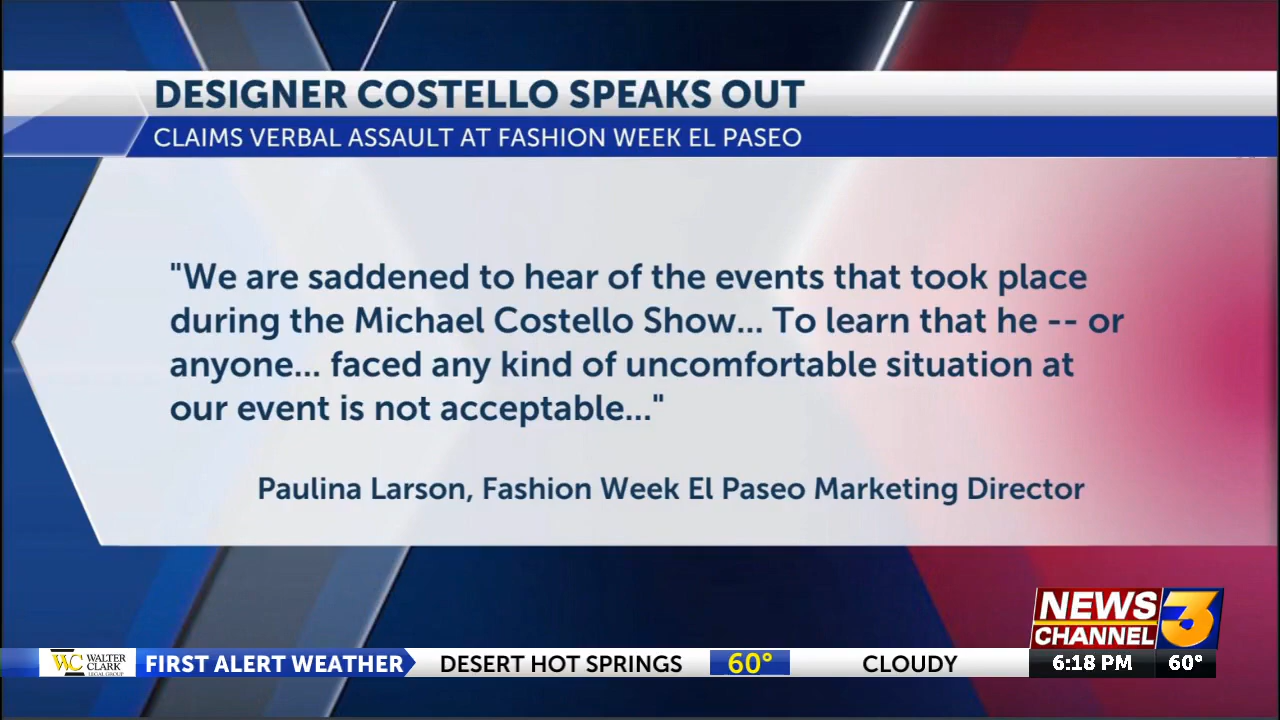 DESIGNER COSTELLO SPEAKS OUT
CLAIMS VERBAL ASSAULT AT FASHION WEEK EL PASEO
"We are saddened to hear of the events that took place
during the Michael Costello Show... To learn that he -- or
anyone... faced any kind of uncomfortable situation at
our event is not acceptable..."
Paulina Larson, Fashion Week El Paseo Marketing Director
NEWS
CHANNEL 3
WC WALTER
CLARK
LEGAL GROUP
FIRST ALERT WEATHER DESERT HOT SPRINGS 60° CLOUDY 6:18 PM 60°